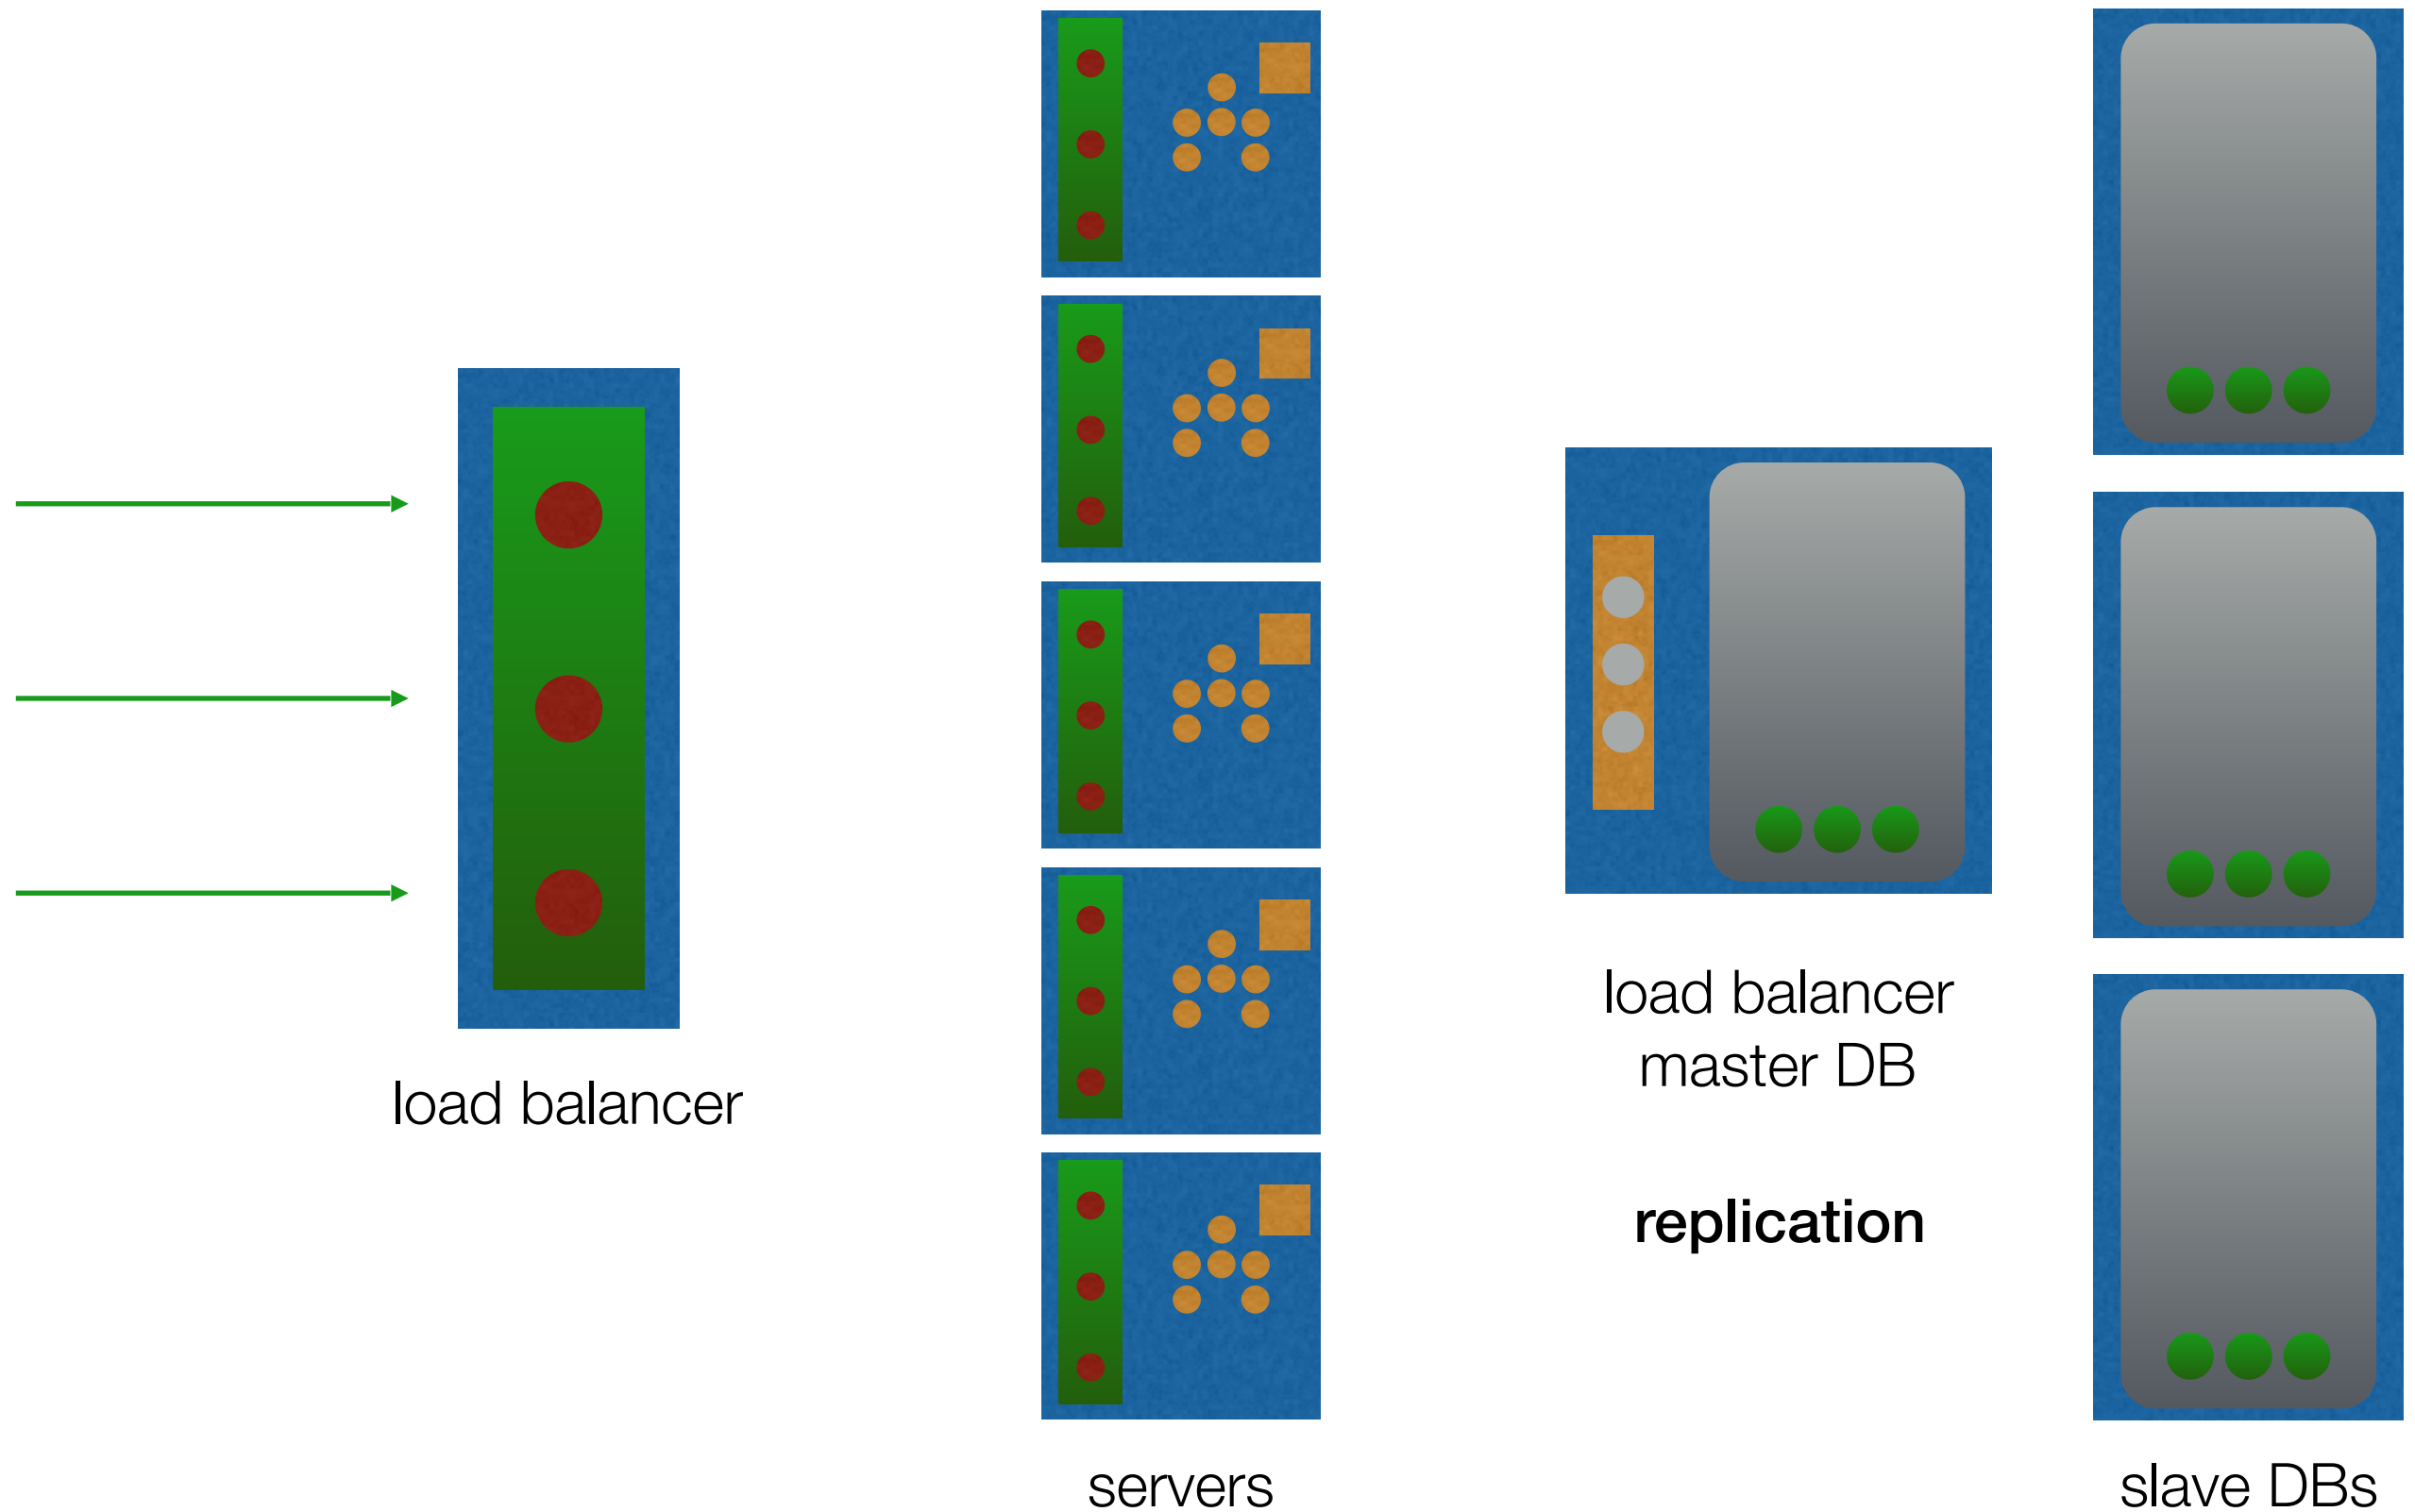 load balancer
servers
load balancer
master DB
replication
slave DBs